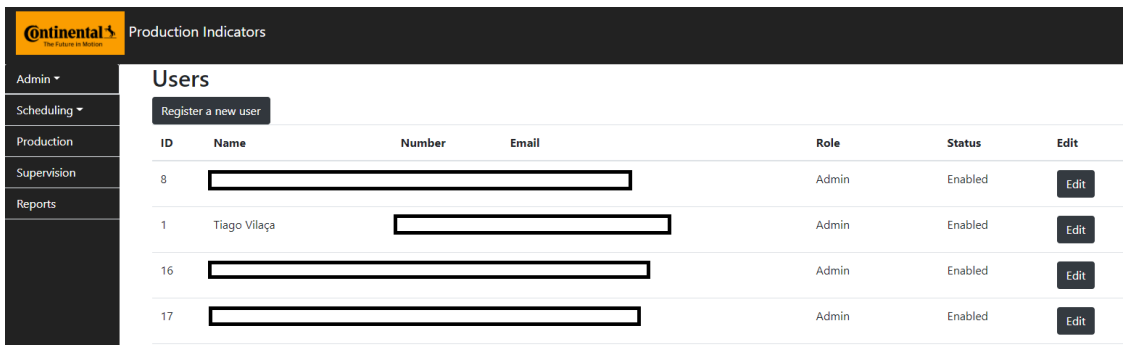 Continental
The Future in Motion
Production Indicators
Admin
Scheduling
Production
Supervision
Reports
Users
Register a new user
ID Name Number Email Role Status Edit
8 Admin Enabled Edit
1 Tiago Vilaça Admin Enabled Edit
16 Admin Enabled Edit
17 Admin Enabled Edit